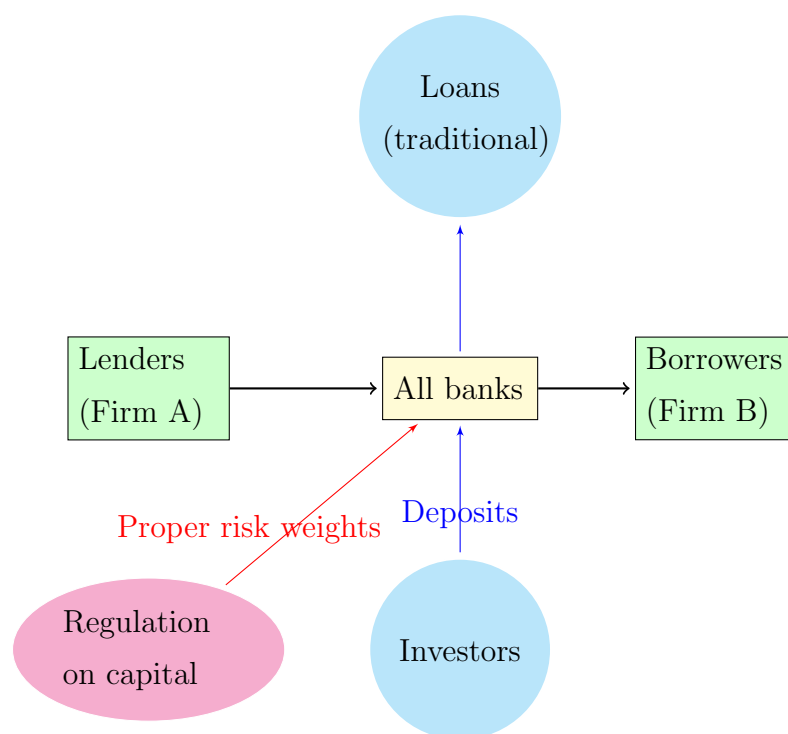 Loans
(traditional)
Lenders
(Firm A)
All banks
Borrowers
(Firm B)
Proper risk weights
Deposits
Regulation
on capital
Investors